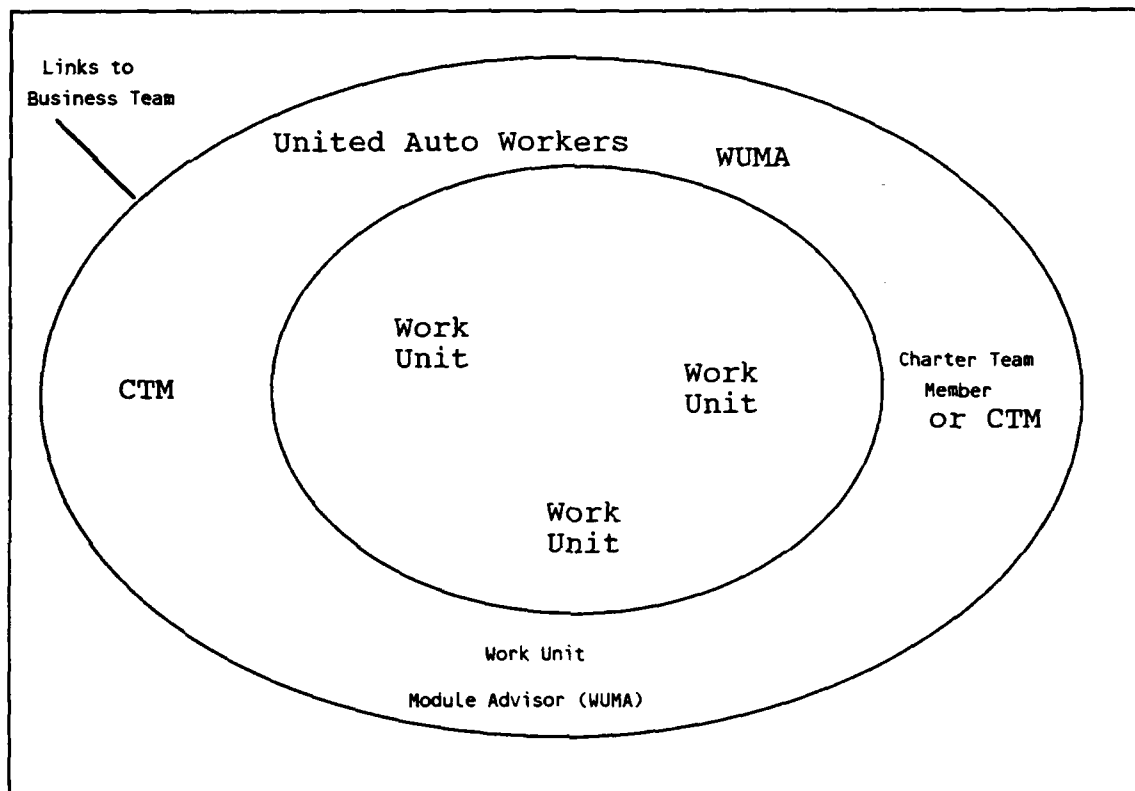 Links to
Business Team
United Auto Workers
WUMA
Work
Unit
Work
Unit
CTM
Charter Team
Member
or CTM
Work
Unit
Work Unit
Module Advisor (WUMA)